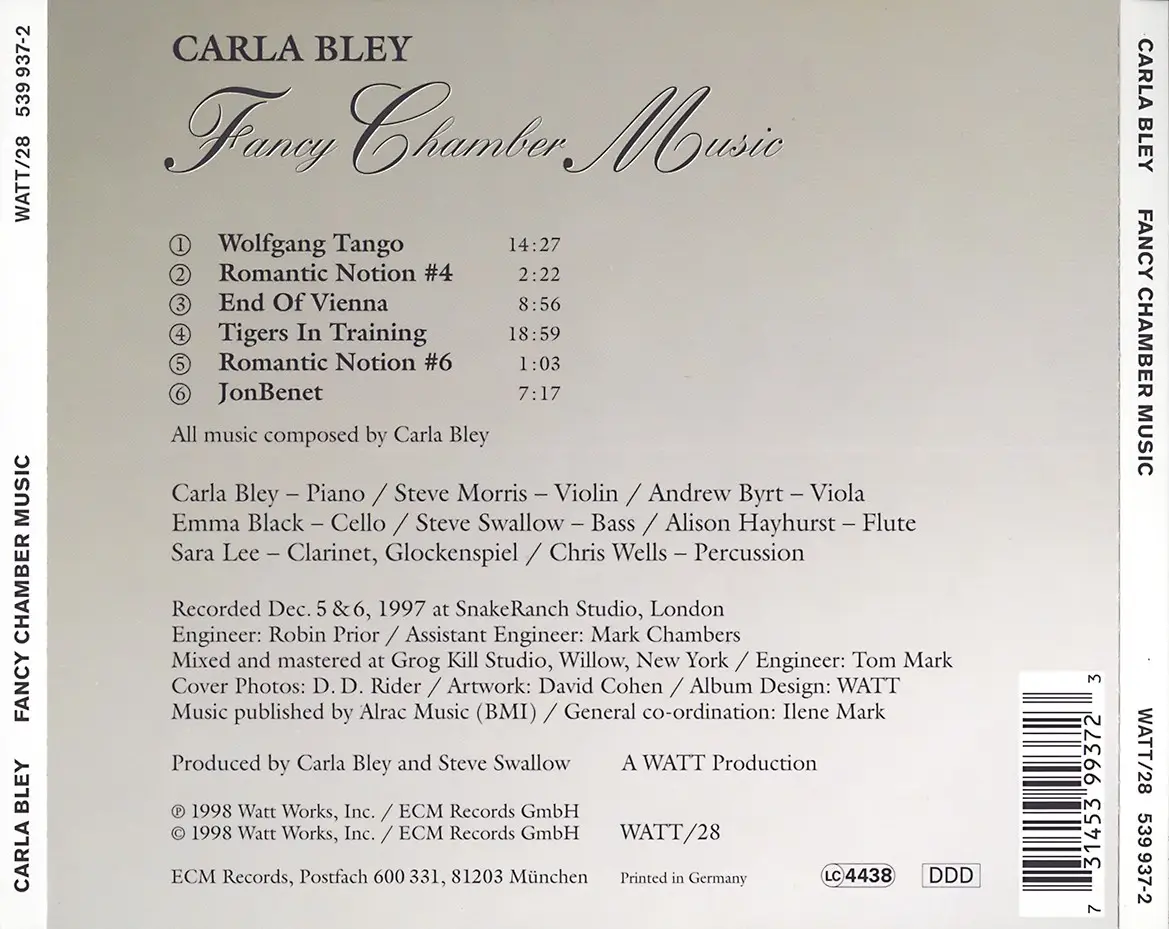 CARLA BLEY
Fancy Chamber Music
① Wolfgang Tango 14:27
② Romantic Notion #4 2:22
③ End Of Vienna 8:56
④ Tigers In Training 18:59
⑤ Romantic Notion #6 1:03
⑥ JonBenet 7:17
All music composed by Carla Bley
Carla Bley – Piano / Steve Morris – Violin / Andrew Byrt – Viola
Emma Black – Cello / Steve Swallow – Bass / Alison Hayhurst – Flute
Sara Lee – Clarinet, Glockenspiel / Chris Wells – Percussion
Recorded Dec. 5 & 6, 1997 at SnakeRanch Studio, London
Engineer: Robin Prior / Assistant Engineer: Mark Chambers
Mixed and mastered at Grog Kill Studio, Willow, New York / Engineer: Tom Mark
Cover Photos: D. D. Rider / Artwork: David Cohen / Album Design: WATT
Music published by Alrac Music (BMI) / General co-ordination: Ilene Mark
Produced by Carla Bley and Steve Swallow A WATT Production
℗ 1998 Watt Works, Inc. / ECM Records GmbH
© 1998 Watt Works, Inc. / ECM Records GmbH WATT/28
ECM Records, Postfach 600 331, 81203 München Printed in Germany LC 4438 DDD
7 31453 99372 3
CARLA BLEY FANCY CHAMBER MUSIC WATT/28 539 937-2
CARLA BLEY FANCY CHAMBER MUSIC WATT/28 539 937-2